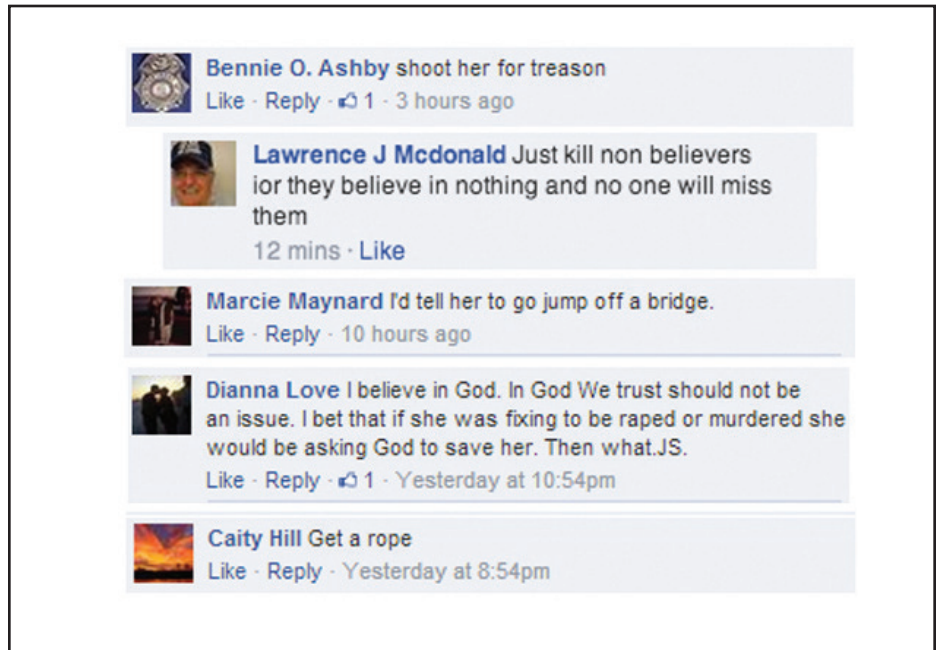 Bennie O. Ashby shoot her for treason
Like · Reply · 1 · 3 hours ago
Lawrence J Mcdonald Just kill non believers
ior they believe in nothing and no one will miss
them
12 mins · Like
Marcie Maynard I'd tell her to go jump off a bridge.
Like · Reply · 10 hours ago
Dianna Love I believe in God. In God We trust should not be
an issue. I bet that if she was fixing to be raped or murdered she
would be asking God to save her. Then what.JS.
Like · Reply · 1 · Yesterday at 10:54pm
Caity Hill Get a rope
Like · Reply · Yesterday at 8:54pm